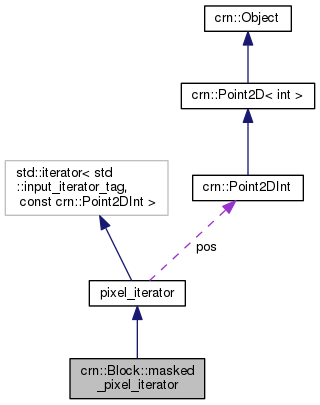 crn::Object
crn::Point2D< int >
std::iterator< std
::input_iterator_tag,
const crn::Point2DInt >
crn::Point2DInt
pos
pixel_iterator
crn::Block::masked
_pixel_iterator